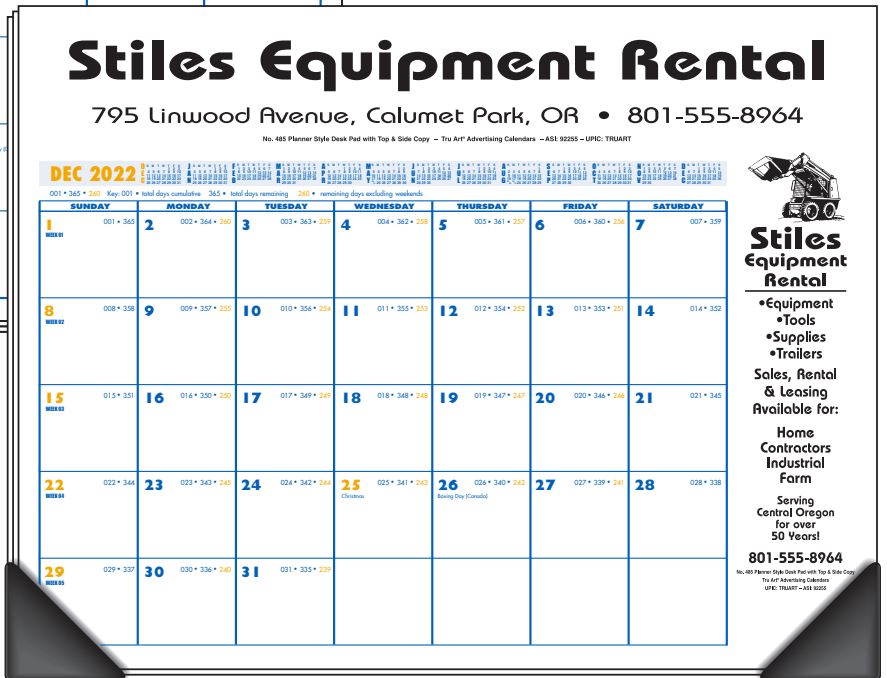 Stiles Equipment Rental
795 Linwood Avenue, Calumet Park, OR • 801-555-8964
No. 485 Planner Style Desk Pad with Top & Side Copy – Tru Art® Advertising Calendars – ASI: 92255 – UPIC: TRUART
DEC 2022
001 • 365 • 260 Key: 001 • total days cumulative 365 • total days remaining 260 • remaining days excluding weekends
SUNDAY MONDAY TUESDAY WEDNESDAY THURSDAY FRIDAY SATURDAY
1 001 • 365 2 002 • 364 • 260 3 003 • 363 • 259 4 004 • 362 • 258 5 005 • 361 • 257 6 006 • 360 • 256 7 007 • 359
WEEK 01
8 008 • 358 9 009 • 357 • 255 10 010 • 356 • 254 11 011 • 355 • 253 12 012 • 354 • 252 13 013 • 353 • 251 14 014 • 352
WEEK 02
15 015 • 351 16 016 • 350 • 250 17 017 • 349 • 249 18 018 • 348 • 248 19 019 • 347 • 247 20 020 • 346 • 246 21 021 • 345
WEEK 03
22 022 • 344 23 023 • 343 • 245 24 024 • 342 • 244 25 025 • 341 • 243 26 026 • 340 • 242 27 027 • 339 • 241 28 028 • 338
WEEK 04 Christmas Boxing Day (Canada)
29 029 • 337 30 030 • 336 • 240 31 031 • 335 • 239
WEEK 05
Stiles
Equipment
Rental
•Equipment
•Tools
•Supplies
•Trailers
Sales, Rental
& Leasing
Available for:
Home
Contractors
Industrial
Farm
Serving
Central Oregon
for over
50 Years!
801-555-8964
No. 485 Planner Style Desk Pad with Top & Side Copy
Tru Art® Advertising Calendars
UPIC: TRUART – ASI: 92255